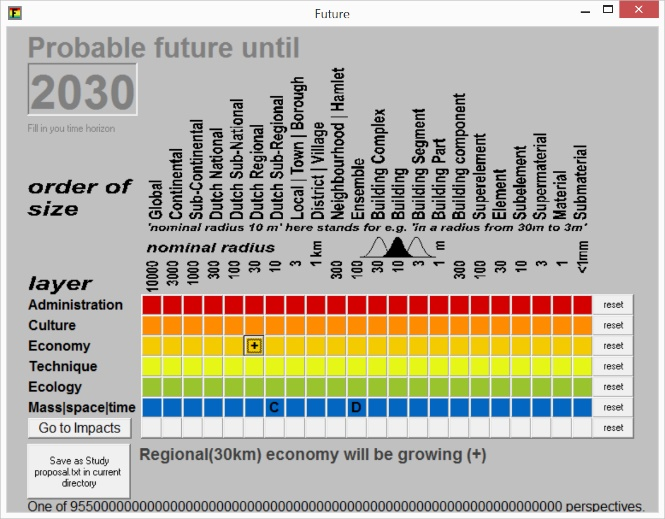 Future
Probable future until
2030
Fill in you time horizon
order of
size
Global
Continental
Sub-Continental
Dutch National
Dutch Sub-National
Dutch Regional
Dutch Sub-Regional
Local | Town | Borough
District | Village
Neighbourhood | Hamlet
Ensemble
Building Complex
Building
Building Segment
Building Part
Building component
Superelement
Element
Subelement
Supermaterial
Material
Submaterial
'nominal radius 10 m' here stands for e.g. 'in a radius from 30m to 3m'
nominal radius
10000
3000
1000
300
100
30
10
3
1 km
300
100
30
10
3
1 m
300
100
30
10
3
1
<1mm
layer
Administration reset
Culture reset
Economy + reset
Technique reset
Ecology reset
Mass|space|time C D reset
Go to Impacts reset
Save as Study
proposal.txt in current
directory
Regional(30km) economy will be growing (+)
One of perspectives.